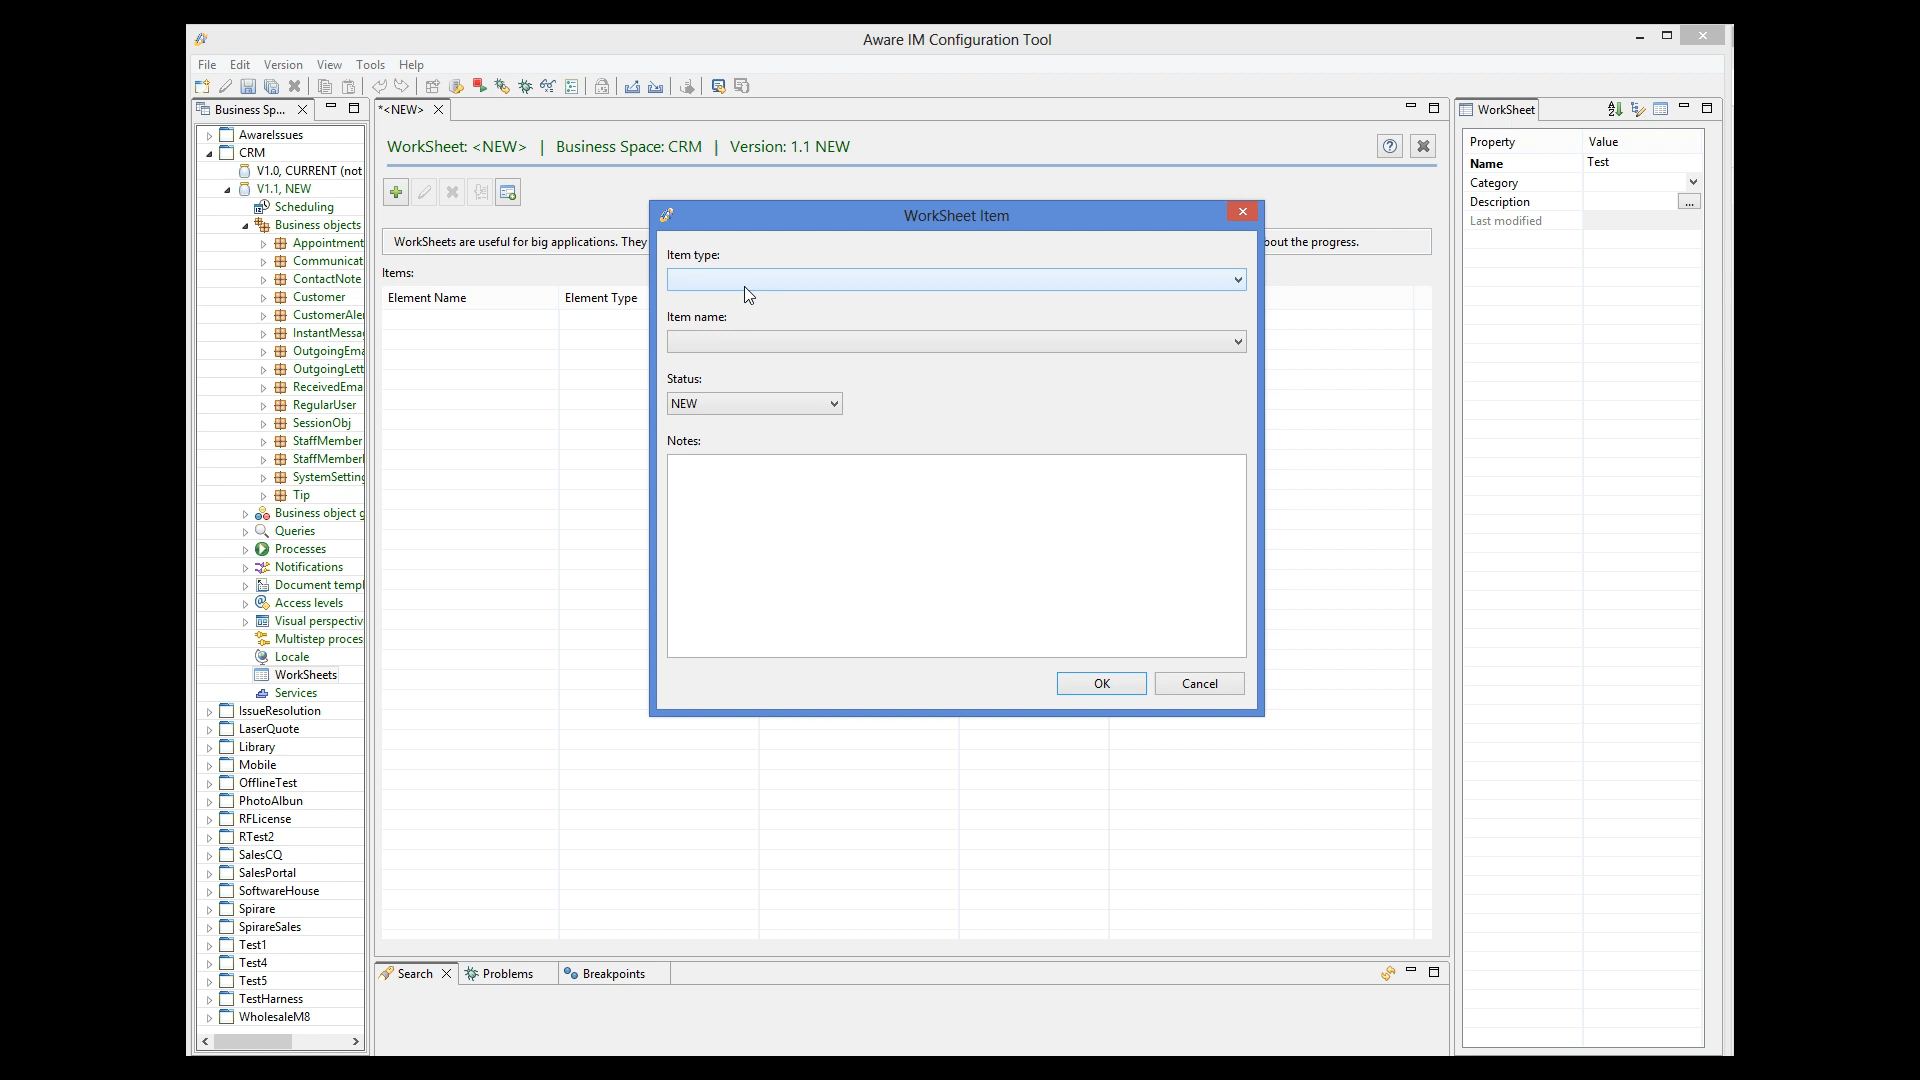 Aware IM Configuration Tool
File Edit Version View Tools Help
Business Sp...
AwareIssues
CRM
V1.0, CURRENT (not
V1.1, NEW
Scheduling
Business objects
Appointment
Communicat
ContactNote
Customer
CustomerAle
InstantMessa
OutgoingEma
OutgoingLett
ReceivedEma
RegularUser
SessionObj
StaffMember
StaffMember
SystemSetting
Tip
Business object g
Queries
Processes
Notifications
Document templ
Access levels
Visual perspectiv
Multistep proces
Locale
WorkSheets
Services
IssueResolution
LaserQuote
Library
Mobile
OfflineTest
PhotoAlbun
RFLicense
RTest2
SalesCQ
SalesPortal
SoftwareHouse
Spirare
SpirareSales
Test1
Test4
Test5
TestHarness
WholesaleM8
*<NEW>
WorkSheet: <NEW> | Business Space: CRM | Version: 1.1 NEW
WorkSheets are useful for big applications. They
out the progress.
Items:
Element Name Element Type
WorkSheet Item
Item type:
Item name:
Status:
NEW
Notes:
OK Cancel
Search Problems Breakpoints
WorkSheet
Property Value
Name Test
Category
Description ...
Last modified